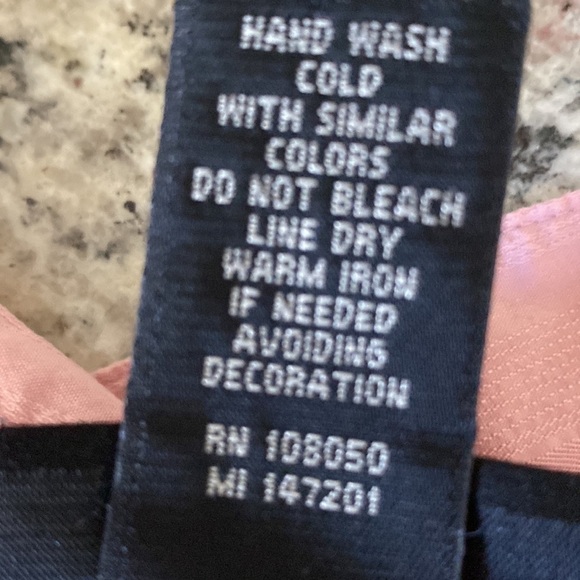 HAND WASH
COLD
WITH SIMILAR
COLORS
DO NOT BLEACH
LINE DRY
WARM IRON
IF NEEDED
AVOIDING
DECORATION
RN 108050
MI 147201